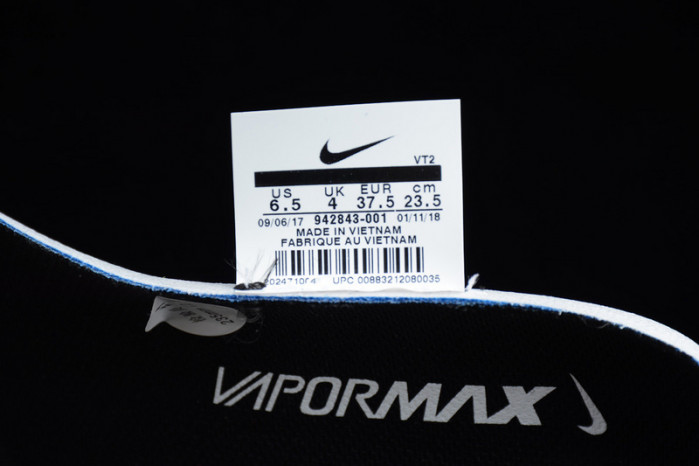 VT2
US UK EUR cm
6.5 4 37.5 23.5
09/06/17 942843-001 01/11/18
MADE IN VIETNAM
FABRIQUE AU VIETNAM
UPC 00883212080035
VAPORMAX